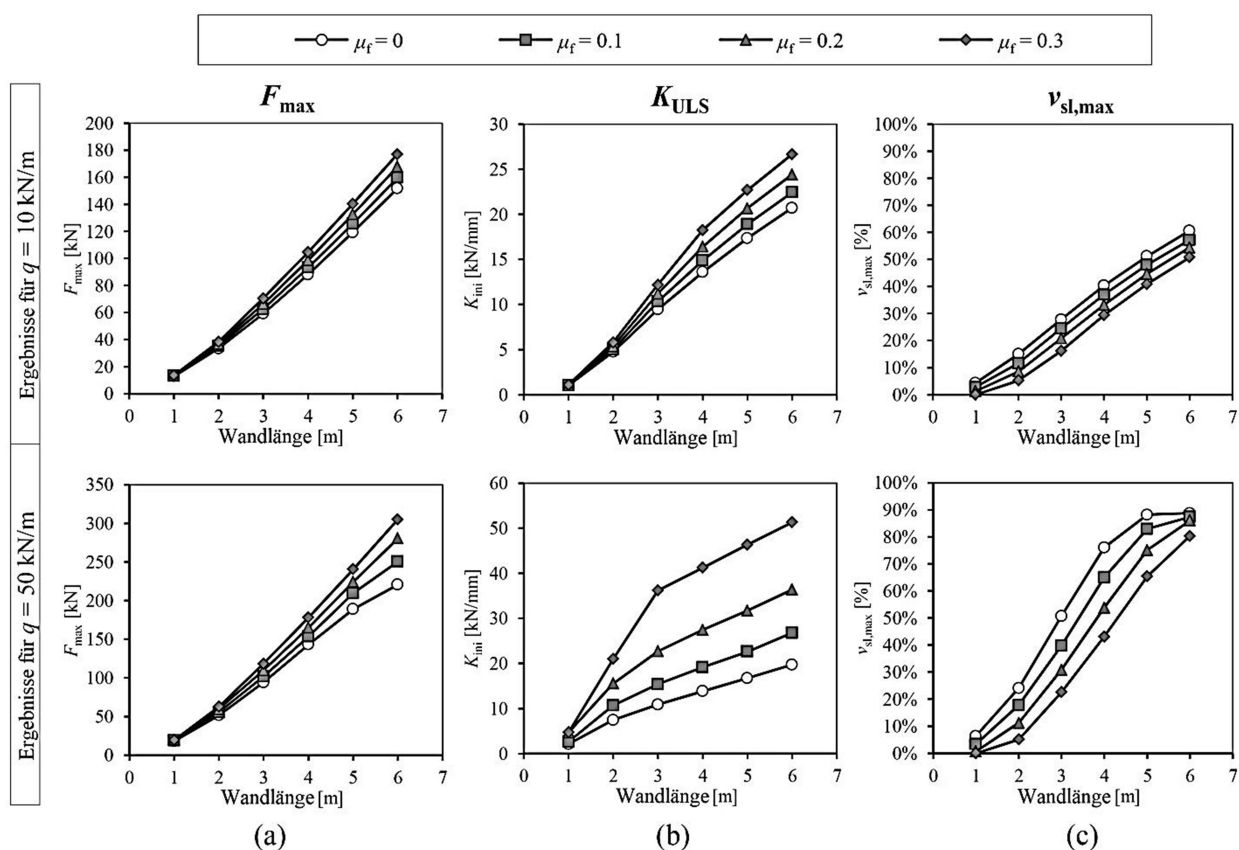 μf = 0 μf = 0.1 μf = 0.2 μf = 0.3
Fmax KULS vsl,max
Ergebnisse für q = 10 kN/m
Fmax [kN]
200
180
160
140
120
100
80
60
40
20
0
0 1 2 3 4 5 6 7
Wandlänge [m]
Kini [kN/mm]
30
25
20
15
10
5
0
0 1 2 3 4 5 6 7
Wandlänge [m]
vsl,max [%]
100%
90%
80%
70%
60%
50%
40%
30%
20%
10%
0%
0 1 2 3 4 5 6 7
Wandlänge [m]
Ergebnisse für q = 50 kN/m
Fmax [kN]
350
300
250
200
150
100
50
0
0 1 2 3 4 5 6 7
Wandlänge [m]
Kini [kN/mm]
60
50
40
30
20
10
0
0 1 2 3 4 5 6 7
Wandlänge [m]
vsl,max [%]
100%
90%
80%
70%
60%
50%
40%
30%
20%
10%
0%
0 1 2 3 4 5 6 7
Wandlänge [m]
(a) (b) (c)